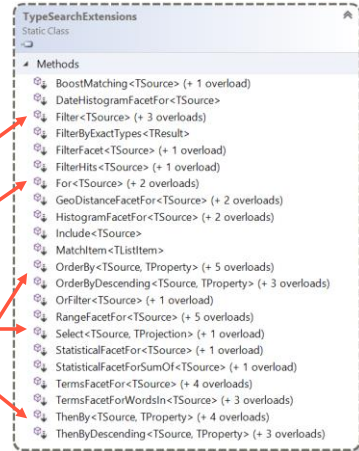 TypeSearchExtensions
Static Class
Methods
BoostMatching<TSource> (+ 1 overload)
DateHistogramFacetFor<TSource>
Filter<TSource> (+ 3 overloads)
FilterByExactTypes<TResult>
FilterFacet<TSource> (+ 1 overload)
FilterHits<TSource> (+ 1 overload)
For<TSource> (+ 2 overloads)
GeoDistanceFacetFor<TSource> (+ 2 overloads)
HistogramFacetFor<TSource> (+ 2 overloads)
Include<TSource>
MatchItem<TListItem>
OrderBy<TSource, TProperty> (+ 5 overloads)
OrderByDescending<TSource, TProperty> (+ 3 overloads)
OrFilter<TSource> (+ 1 overload)
RangeFacetFor<TSource> (+ 5 overloads)
Select<TSource, TProjection> (+ 1 overload)
StatisticalFacetFor<TSource> (+ 1 overload)
StatisticalFacetForSumOf<TSource> (+ 1 overload)
TermsFacetFor<TSource> (+ 4 overloads)
TermsFacetForWordsIn<TSource> (+ 3 overloads)
ThenBy<TSource, TProperty> (+ 4 overloads)
ThenByDescending<TSource, TProperty> (+ 3 overloads)